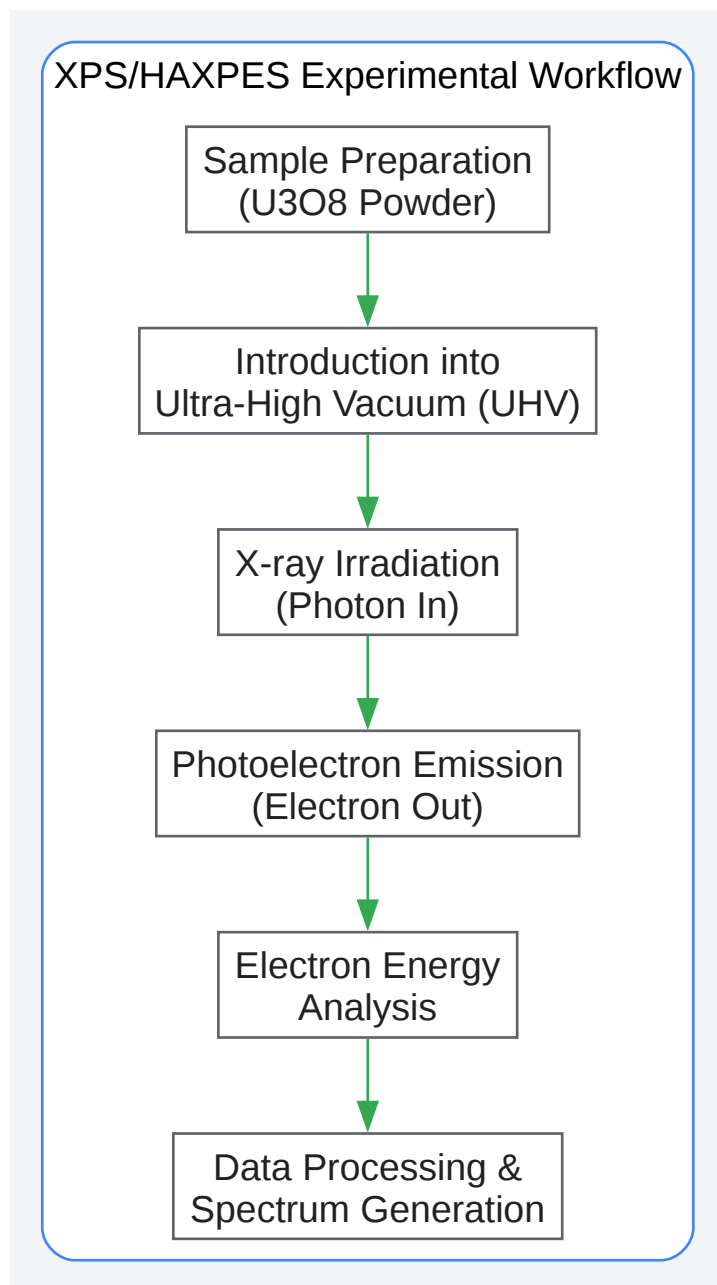 XPS/HAXPES Experimental Workflow
Sample Preparation
(U3O8 Powder)
Introduction into
Ultra-High Vacuum (UHV)
X-ray Irradiation
(Photon In)
Photoelectron Emission
(Electron Out)
Electron Energy
Analysis
Data Processing &
Spectrum Generation